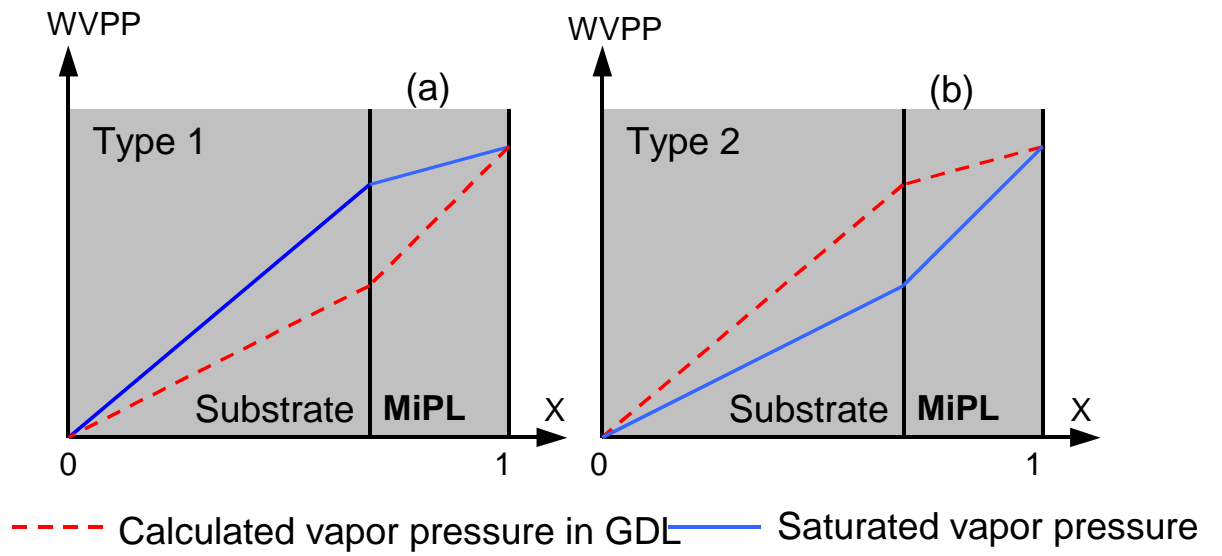 WVPP
(a)
Type 1
Substrate
MiPL
X
0
1
WVPP
(b)
Type 2
Substrate
MiPL
X
0
1
Calculated vapor pressure in GDL
Saturated vapor pressure